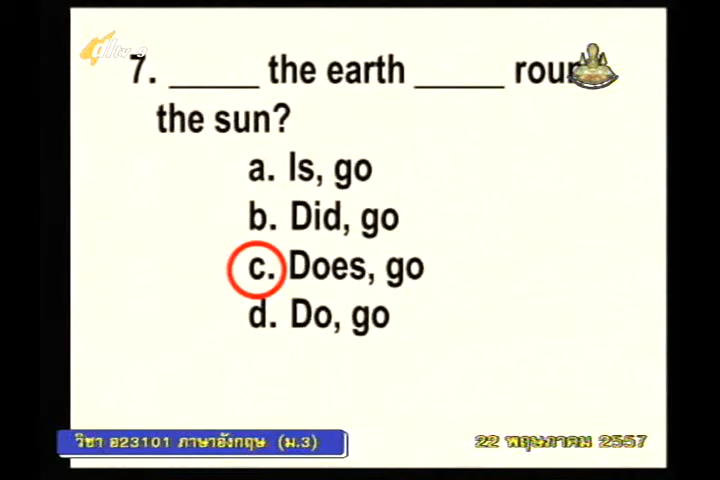 7. _____ the earth _____ roun
the sun?
a. Is, go
b. Did, go
c. Does, go
d. Do, go
วิชา อ23101 ภาษาอังกฤษ (ม.3)
22 พฤษภาคม 2557